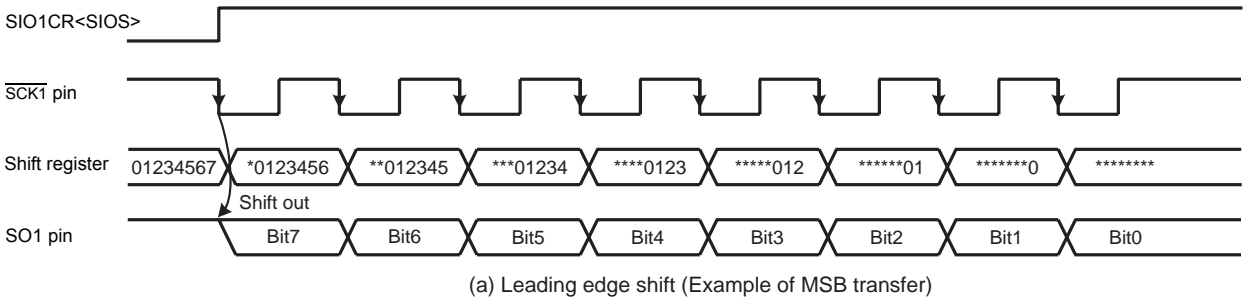 SIO1CR<SIOS>
SCK1 pin
Shift register 01234567 *0123456 **012345 ***01234 ****0123 *****012 ******01 *******0 ********
Shift out
SO1 pin Bit7 Bit6 Bit5 Bit4 Bit3 Bit2 Bit1 Bit0
(a) Leading edge shift (Example of MSB transfer)